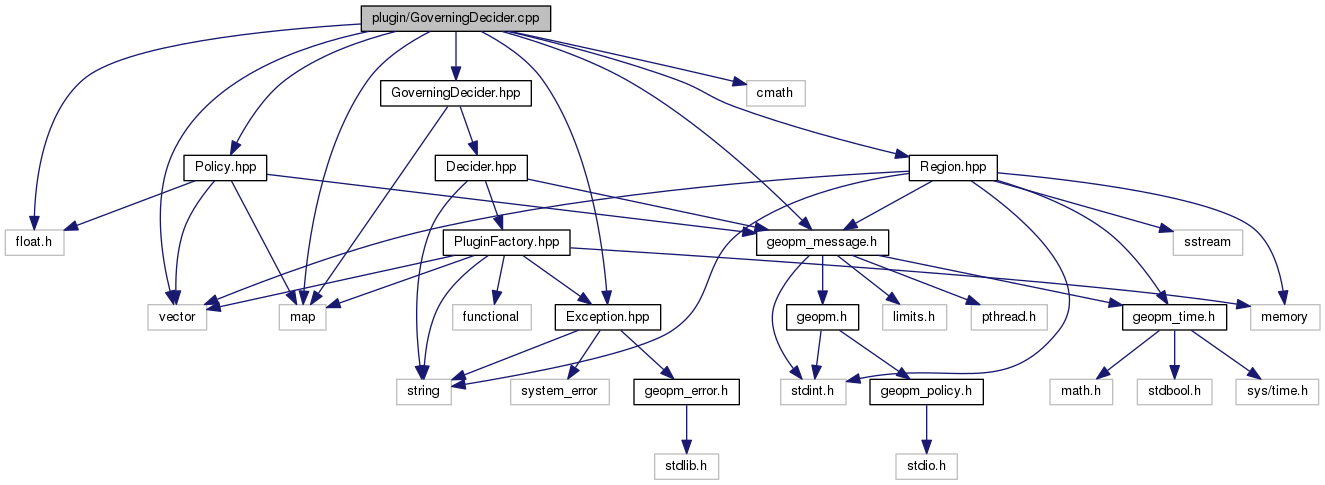 plugin/GoverningDecider.cpp
GoverningDecider.hpp
cmath
Policy.hpp
Decider.hpp
Region.hpp
float.h
PluginFactory.hpp
geopm_message.h
sstream
vector
map
functional
Exception.hpp
geopm.h
limits.h
pthread.h
geopm_time.h
memory
string
system_error
geopm_error.h
stdint.h
geopm_policy.h
math.h
stdbool.h
sys/time.h
stdlib.h
stdio.h